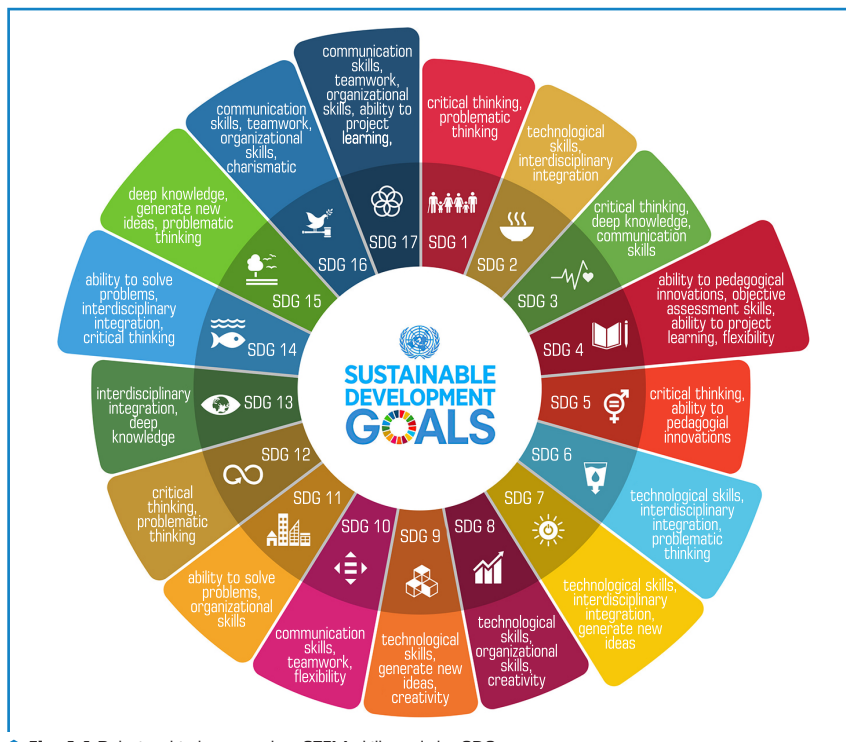 communication
skills,
teamwork,
organizational
skills, ability to
project
learning,
SDG 17
critical thinking,
problematic
thinking
SDG 1
technological
skills,
interdisciplinary
integration
SDG 2
critical thinking,
deep knowledge,
communication
skills
SDG 3
ability to pedagogical
innovations, objective
assessment skills,
ability to project
learning, flexibility
SDG 4
critical thinking,
ability to
pedagogial
innovations
SDG 5
technological skills,
interdisciplinary
integration,
problematic
thinking
SDG 6
technological skills,
interdisciplinary
integration,
generate new
ideas
SDG 7
technological
skills,
organizational
skills,
creativity
SDG 8
technological
skills,
generate new
ideas,
creativity
SDG 9
communication
skills,
teamwork,
flexibility
SDG 10
ability to solve
problems,
organizational
skills
SDG 11
critical
thinking,
problematic
thinking
SDG 12
interdisciplinary
integration,
deep
knowledge
SDG 13
ability to solve
problems,
interdisciplinary
integration,
critical thinking
SDG 14
deep knowledge,
generate new
ideas, problematic
thinking
SDG 15
communication
skills, teamwork,
organizational
skills,
charismatic
SDG 16
SUSTAINABLE
DEVELOPMENT
GOALS